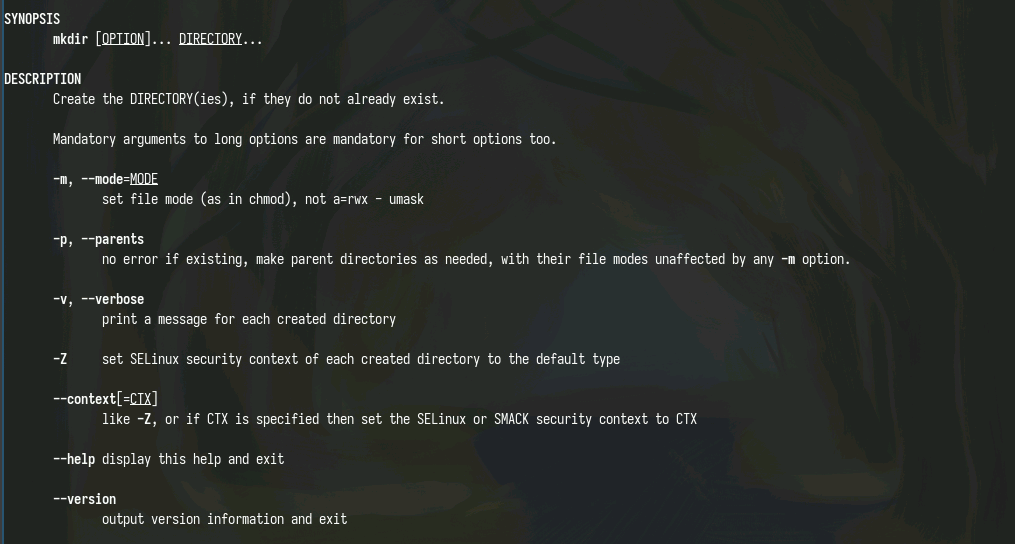 SYNOPSIS
mkdir [OPTION]... DIRECTORY...
DESCRIPTION
Create the DIRECTORY(ies), if they do not already exist.
Mandatory arguments to long options are mandatory for short options too.
-m, --mode=MODE
set file mode (as in chmod), not a=rwx - umask
-p, --parents
no error if existing, make parent directories as needed, with their file modes unaffected by any -m option.
-v, --verbose
print a message for each created directory
-Z set SELinux security context of each created directory to the default type
--context[=CTX]
like -Z, or if CTX is specified then set the SELinux or SMACK security context to CTX
--help display this help and exit
--version
output version information and exit